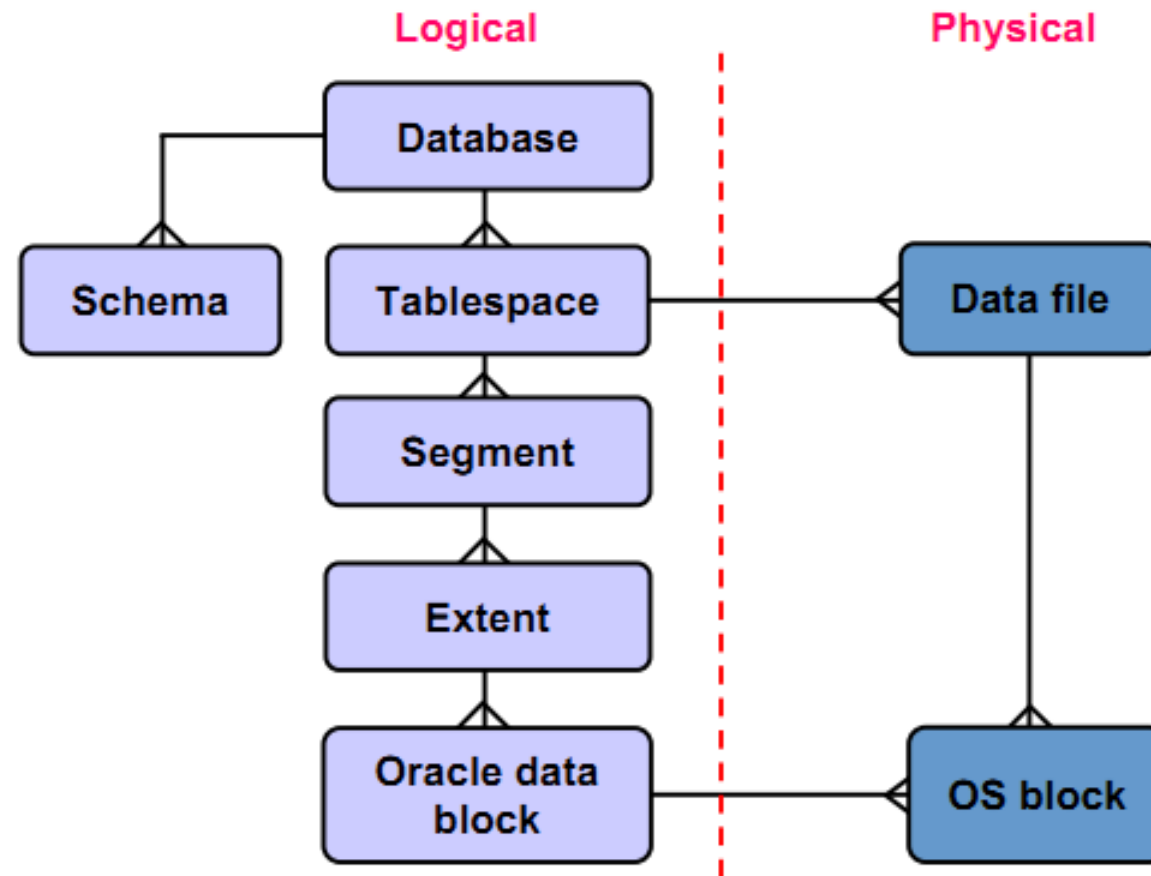 Logical
Physical
Database
Schema
Tablespace
Data file
Segment
Extent
Oracle data
block
OS block